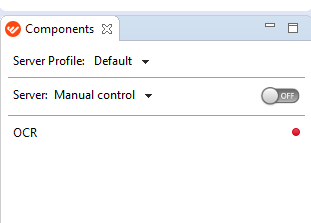 Components
Server Profile: Default
Server: Manual control OFF
OCR